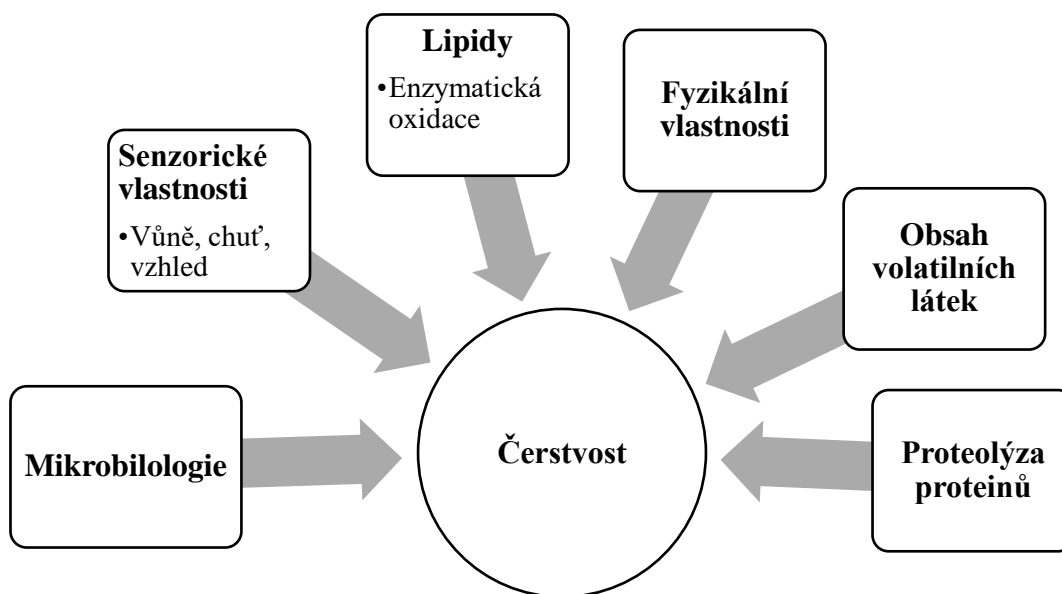 Mikrobilologie
Senzorické
vlastnosti
•Vůně, chuť,
vzhled
Lipidy
•Enzymatická
oxidace
Fyzikální
vlastnosti
Obsah
volatilních
látek
Proteolýza
proteinů
Čerstvost